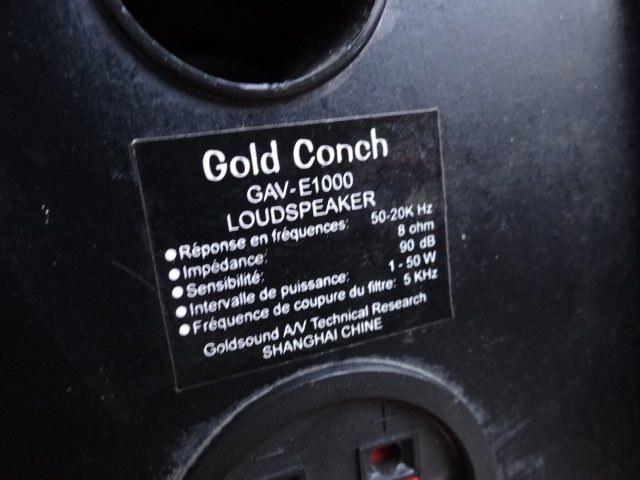 Gold Conch
GAV-E1000
LOUDSPEAKER
Réponse en fréquences: 50-20K Hz
Impédance: 8 ohm
Sensibilité: 90 dB
Intervalle de puissance: 1-50 W
Fréquence de coupure du filtre: 5 KHz
Goldsound A/V Technical Research
SHANGHAI CHINE